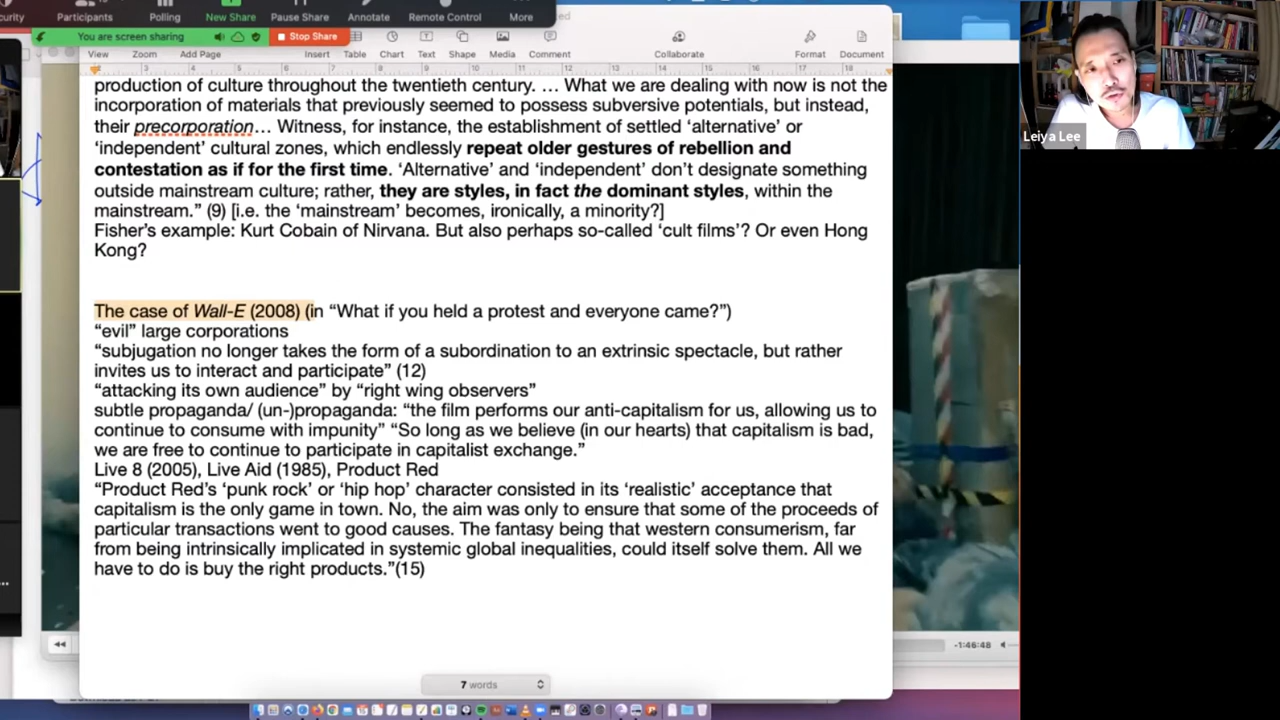 Participants Polling New Share Pause Share Annotate Remote Control More
You are screen sharing Stop Share
View Zoom Add Page Insert Table Chart Text Shape Media Comment Collaborate Format Document
3 4 5 6 7 8 9 10 11 12 13 14 15 16 17 18
production of culture throughout the twentieth century. … What we are dealing with now is not the
incorporation of materials that previously seemed to possess subversive potentials, but instead,
their precorporation… Witness, for instance, the establishment of settled ‘alternative’ or
‘independent’ cultural zones, which endlessly repeat older gestures of rebellion and
contestation as if for the first time. ‘Alternative’ and ‘independent’ don’t designate something
outside mainstream culture; rather, they are styles, in fact the dominant styles, within the
mainstream.” (9) [i.e. the ‘mainstream’ becomes, ironically, a minority?]
Fisher’s example: Kurt Cobain of Nirvana. But also perhaps so-called ‘cult films’? Or even Hong
Kong?
The case of Wall-E (2008) (in “What if you held a protest and everyone came?”)
“evil” large corporations
“subjugation no longer takes the form of a subordination to an extrinsic spectacle, but rather
invites us to interact and participate” (12)
“attacking its own audience” by “right wing observers”
subtle propaganda/ (un-)propaganda: “the film performs our anti-capitalism for us, allowing us to
continue to consume with impunity” “So long as we believe (in our hearts) that capitalism is bad,
we are free to continue to participate in capitalist exchange.”
Live 8 (2005), Live Aid (1985), Product Red
“Product Red’s ‘punk rock’ or ‘hip hop’ character consisted in its ‘realistic’ acceptance that
capitalism is the only game in town. No, the aim was only to ensure that some of the proceeds of
particular transactions went to good causes. The fantasy being that western consumerism, far
from being intrinsically implicated in systemic global inequalities, could itself solve them. All we
have to do is buy the right products.”(15)
7 words
-1:46:48
Leiya Lee